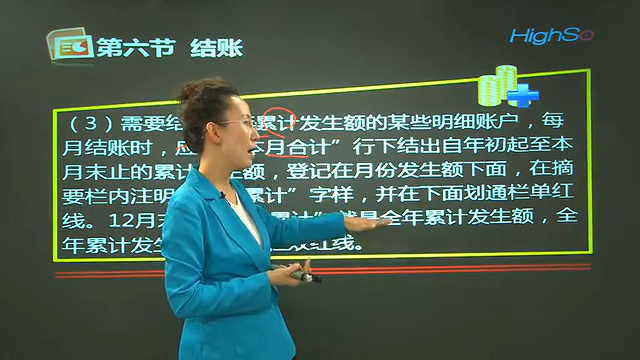 第六节 结账
HighSo
（3）需要结 累计发生额的某些明细账户，每
月结账时，应 本月合计”行下结出自年初起至本
月末止的累计 生额，登记在月份发生额下面，在摘
要栏内注明 累计”字样，并在下面划通栏单红
线。12月末 累计”就是全年累计发生额，全
年累计发生 双红线。